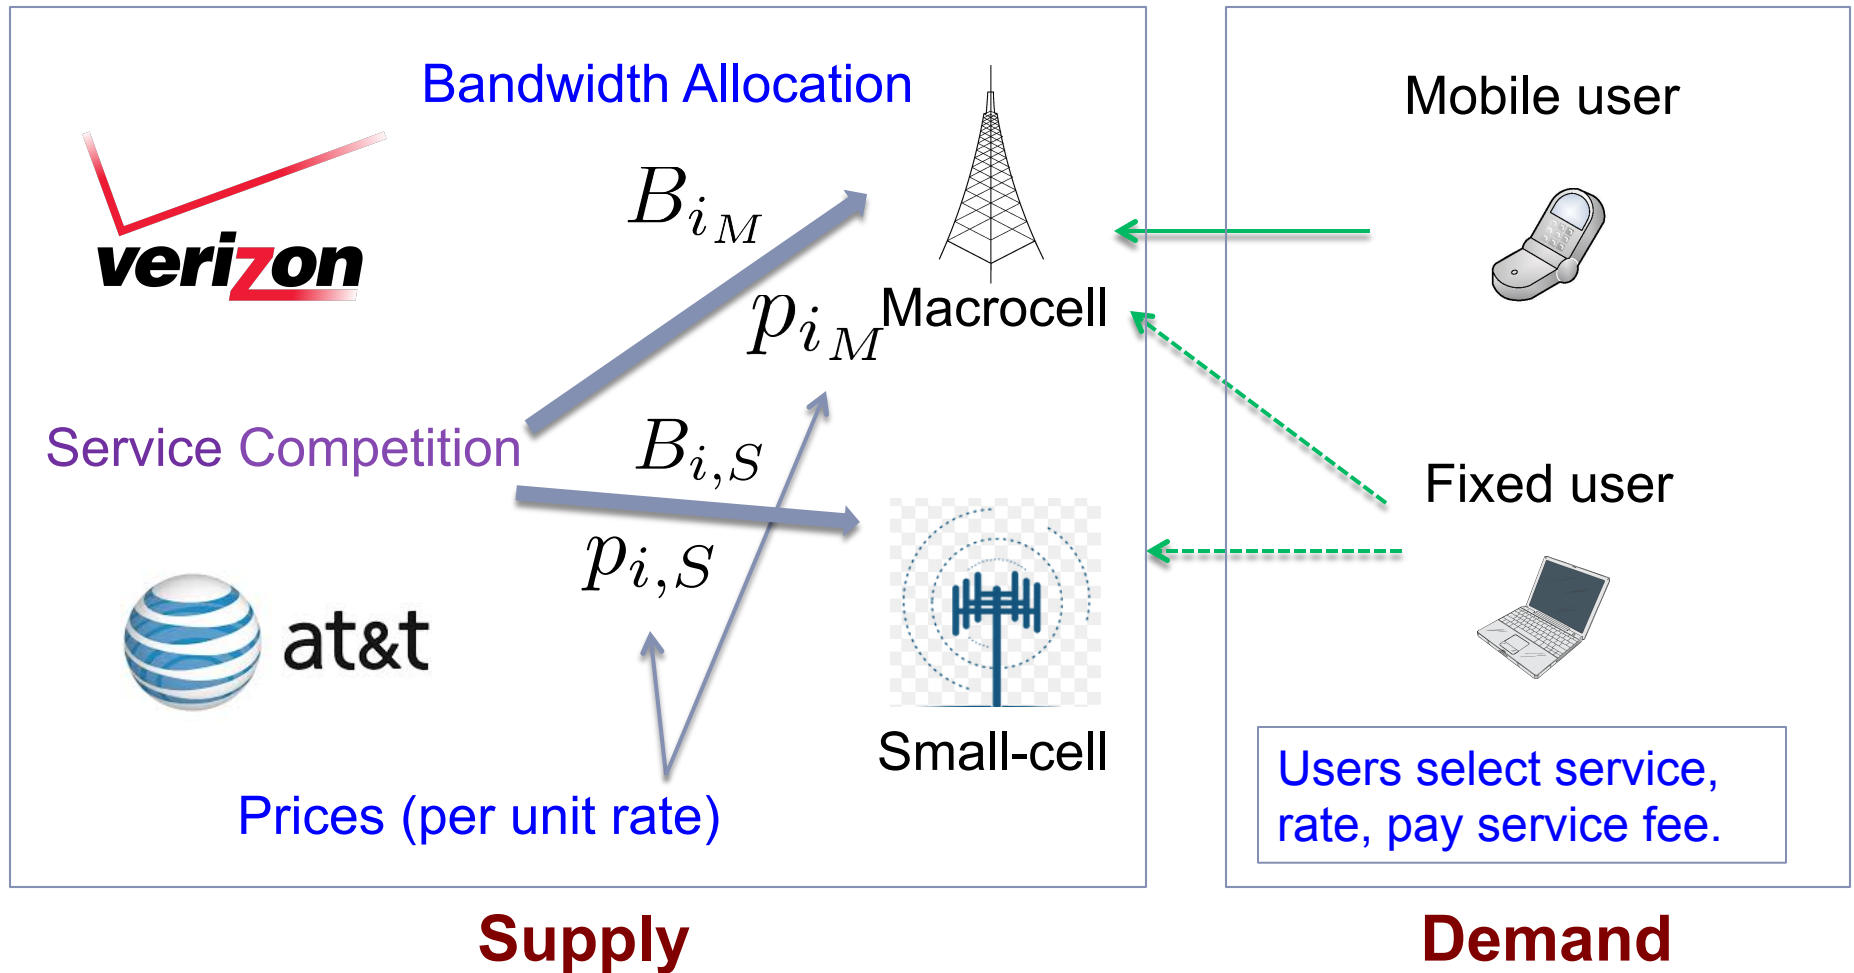 Bandwidth Allocation
Mobile user
verizon
B_{i_M}
p_{i_M}
Macrocell
Service Competition
B_{i,S}
p_{i,S}
Fixed user
at&t
Small-cell
Prices (per unit rate)
Users select service,
rate, pay service fee.
Supply
Demand